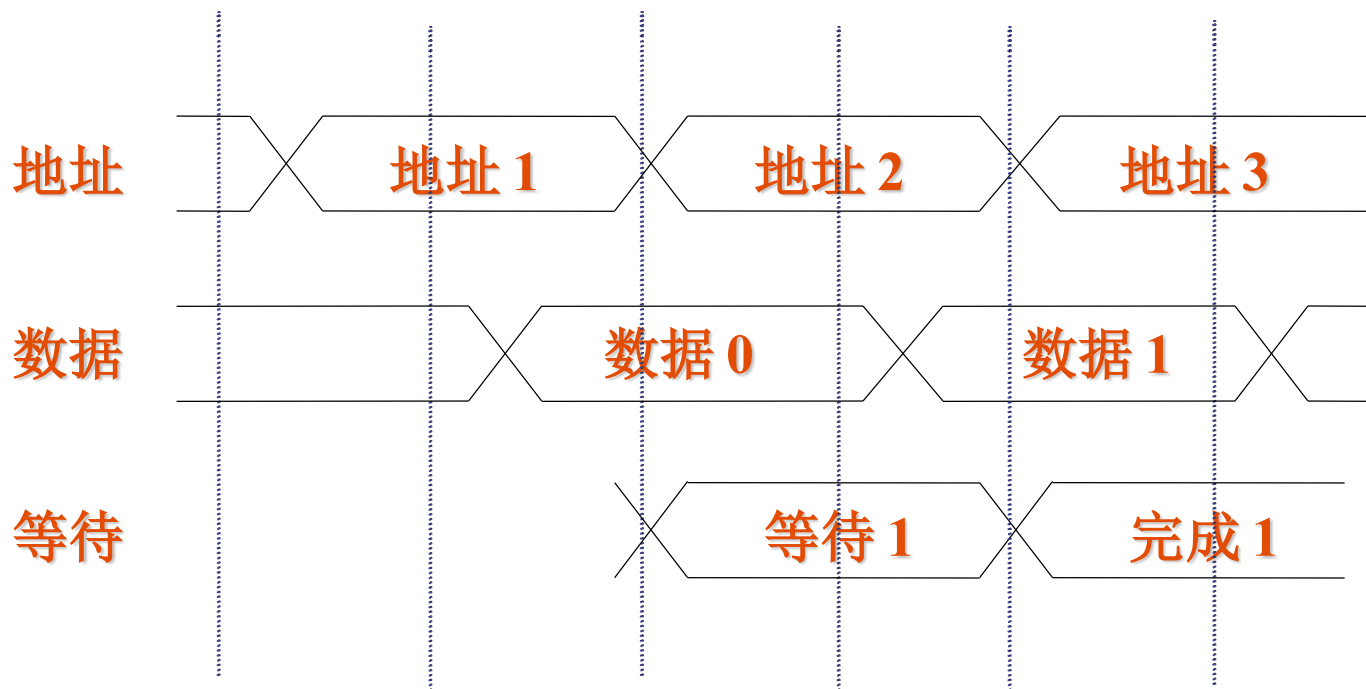 地址 地址 1 地址 2 地址 3
数据 数据 0 数据 1
等待 等待 1 完成 1